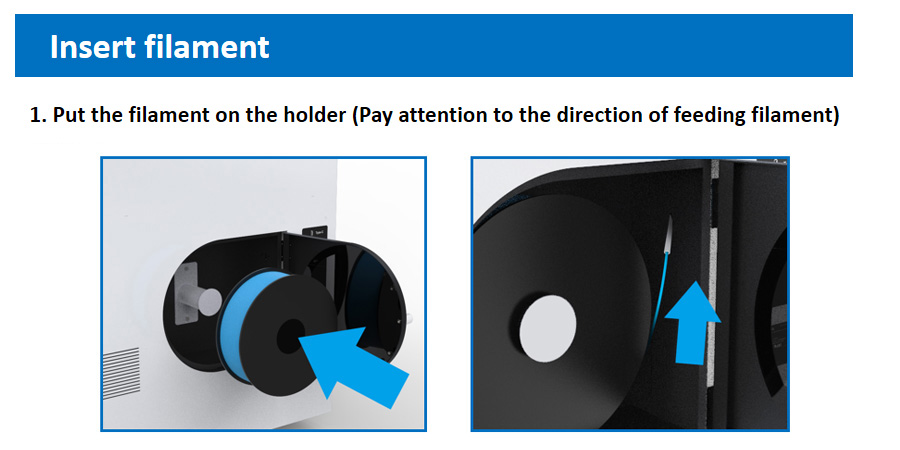 Insert filament
1. Put the filament on the holder (Pay attention to the direction of feeding filament)